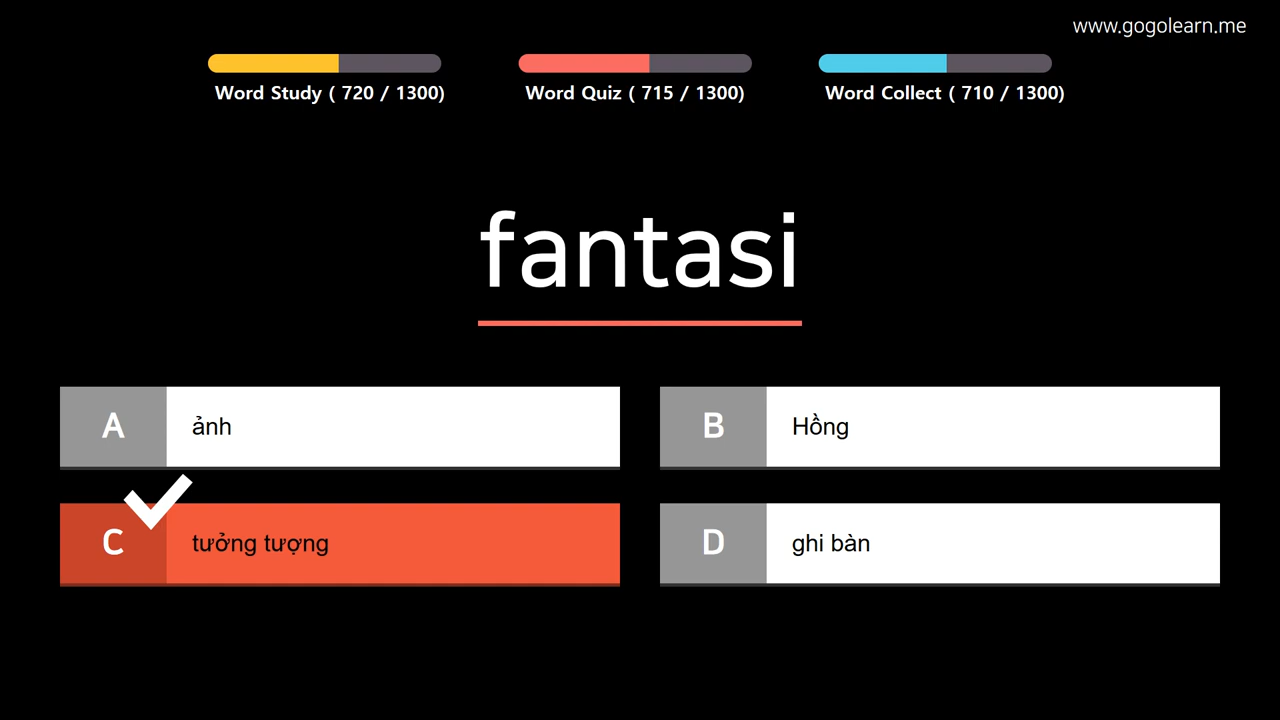 www.gogolearn.me
Word Study ( 720 / 1300)
Word Quiz ( 715 / 1300)
Word Collect ( 710 / 1300)
fantasi
A
ảnh
B
Hồng
C
tưởng tượng
D
ghi bàn